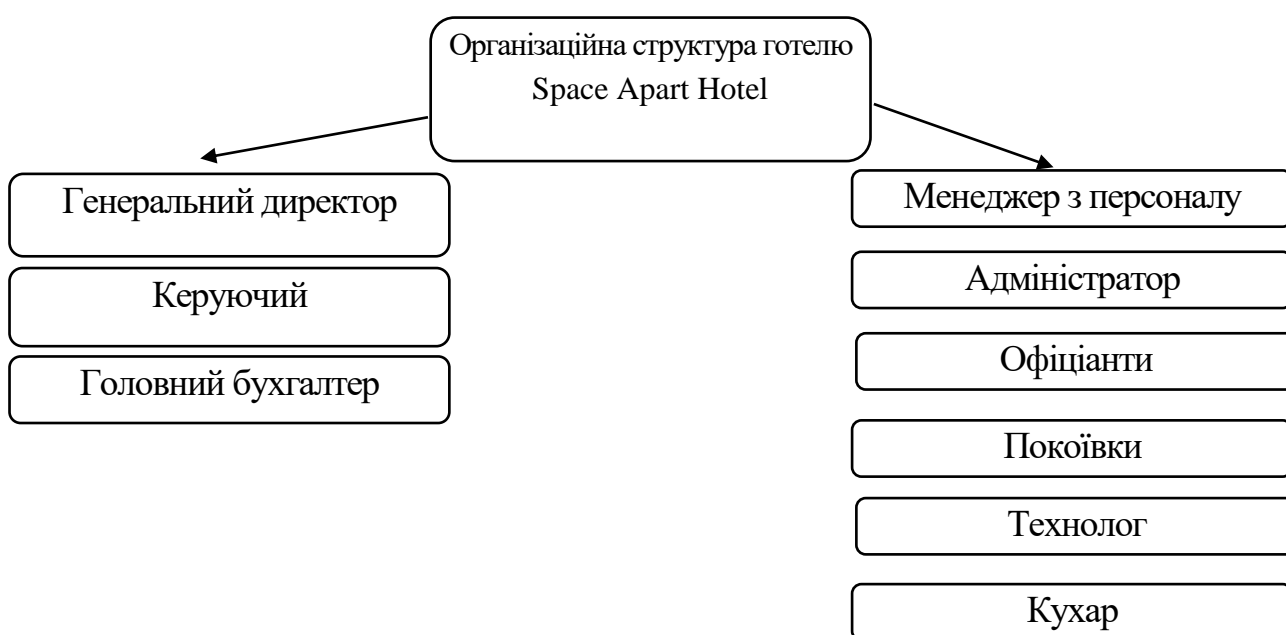 Організаційна структура готелю
Space Apart Hotel
Генеральний директор
Керуючий
Головний бухгалтер
Менеджер з персоналу
Адміністратор
Офіціанти
Покоївки
Технолог
Кухар